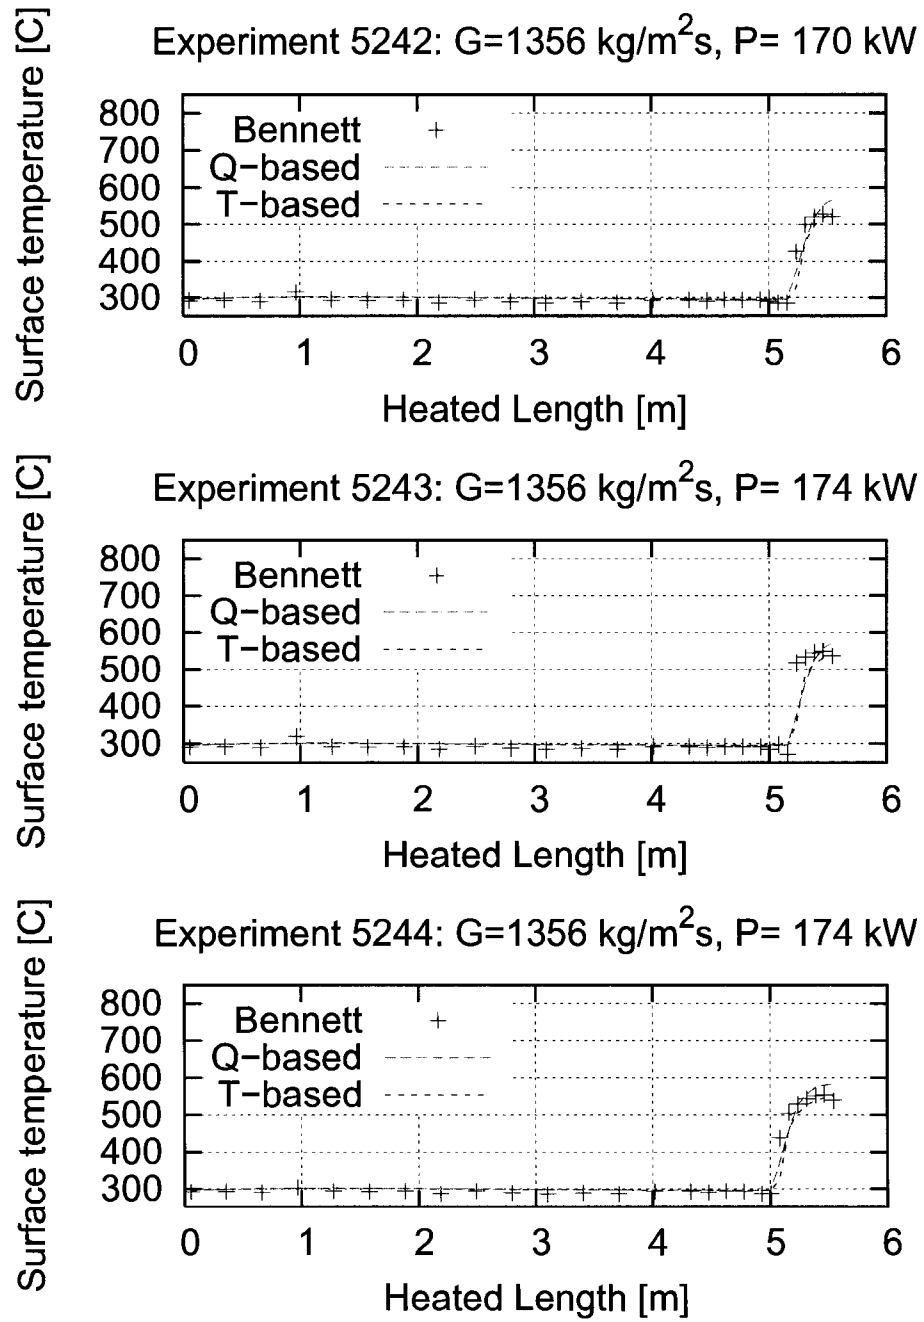 Experiment 5242: G=1356 kg/m²s, P= 170 kW
Surface temperature [C]
800
700
600
500
400
300
Bennett
Q−based
T−based
0 1 2 3 4 5 6
Heated Length [m]
Experiment 5243: G=1356 kg/m²s, P= 174 kW
Surface temperature [C]
800
700
600
500
400
300
Bennett
Q−based
T−based
0 1 2 3 4 5 6
Heated Length [m]
Experiment 5244: G=1356 kg/m²s, P= 174 kW
Surface temperature [C]
800
700
600
500
400
300
Bennett
Q−based
T−based
0 1 2 3 4 5 6
Heated Length [m]